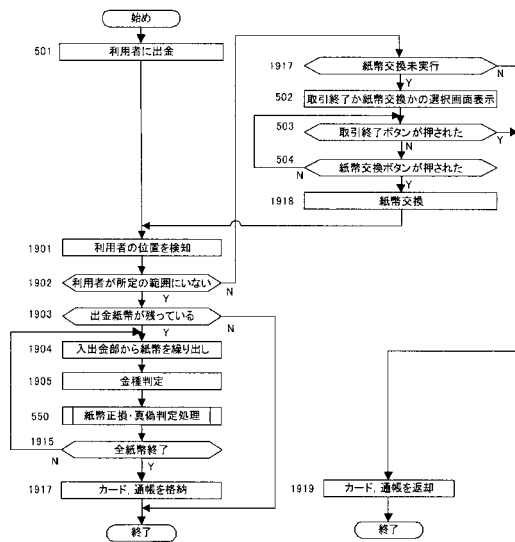 始め
501 利用者に出金
1901 利用者の位置を検知
1902 利用者が所定の範囲にいない
N
Y
1903 出金紙幣が残っている
N
Y
1904 入出金部から紙幣を繰り出し
1905 金種判定
550 紙幣正損・真偽判定処理
1915 全紙幣終了
N
Y
1917 カード, 通帳を格納
終了
1917 紙幣交換未実行
N
Y
502 取引終了か紙幣交換かの選択画面表示
503 取引終了ボタンが押された
N
Y
504 紙幣交換ボタンが押された
N
Y
1918 紙幣交換
1919 カード, 通帳を返却
終了